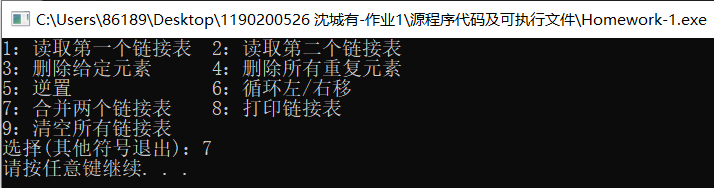 C:\Users\86189\Desktop\1190200526 沈城有-作业1\源程序代码及可执行文件\Homework-1.exe
1: 读取第一个链接表 2: 读取第二个链接表
3: 删除给定元素 4: 删除所有重复元素
5: 逆置 6: 循环左/右移
7: 合并两个链接表 8: 打印链接表
9: 清空所有链接表
选择(其他符号退出): 7
请按任意键继续. . .